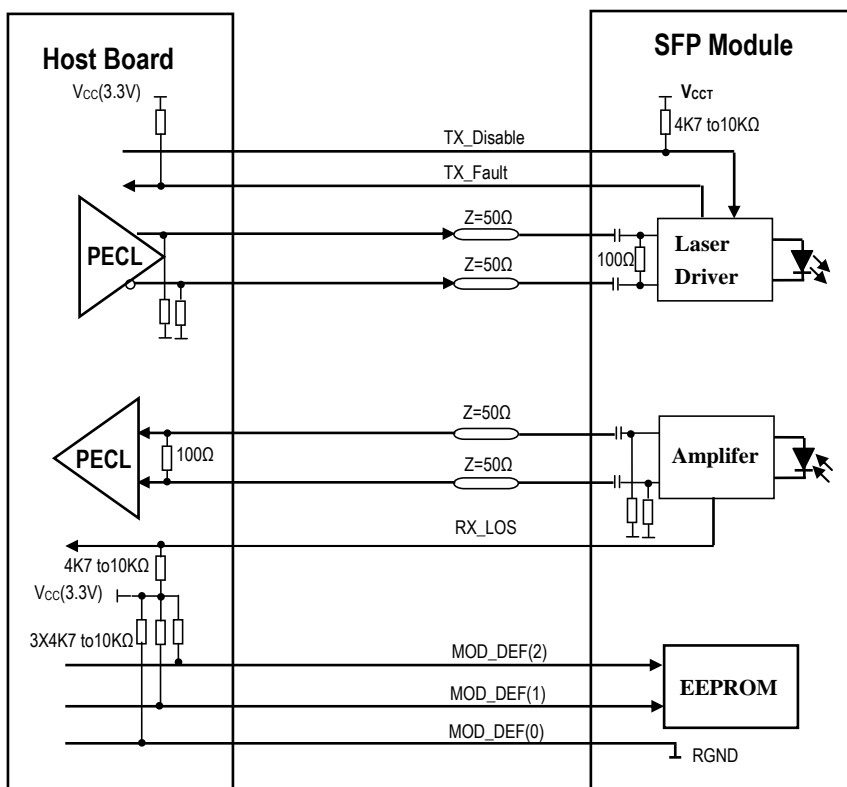 Host Board
SFP Module
VCC(3.3V)
VCCT
4K7 to10KΩ
TX_Disable
TX_Fault
Z=50Ω
PECL
100Ω
Laser
Driver
Z=50Ω
Z=50Ω
PECL
100Ω
Amplifer
Z=50Ω
RX_LOS
4K7 to10KΩ
VCC(3.3V)
3X4K7 to10KΩ
MOD_DEF(2)
EEPROM
MOD_DEF(1)
MOD_DEF(0)
RGND